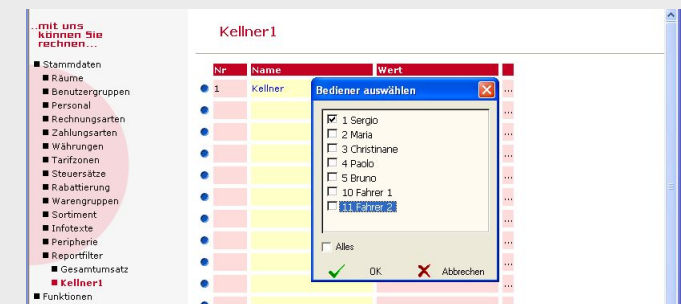 ..mit uns
können Sie
rechnen...
Kellner1
Stammdaten
Räume
Benutzergruppen
Personal
Rechnungsarten
Zahlungsarten
Währungen
Tarifzonen
Steuersätze
Rabattierung
Warengruppen
Sortiment
Infotexte
Peripherie
Reportfilter
Gesamtumsatz
Kellner1
Funktionen
Nr Name Wert
1 Kellner ...
Bediener auswählen
1 Sergio
2 Maria
3 Christinane
4 Paolo
5 Bruno
10 Fahrer 1
11 Fahrer 2
Alles
OK Abbrechen
...
...
...
...
...
...
...
...
...